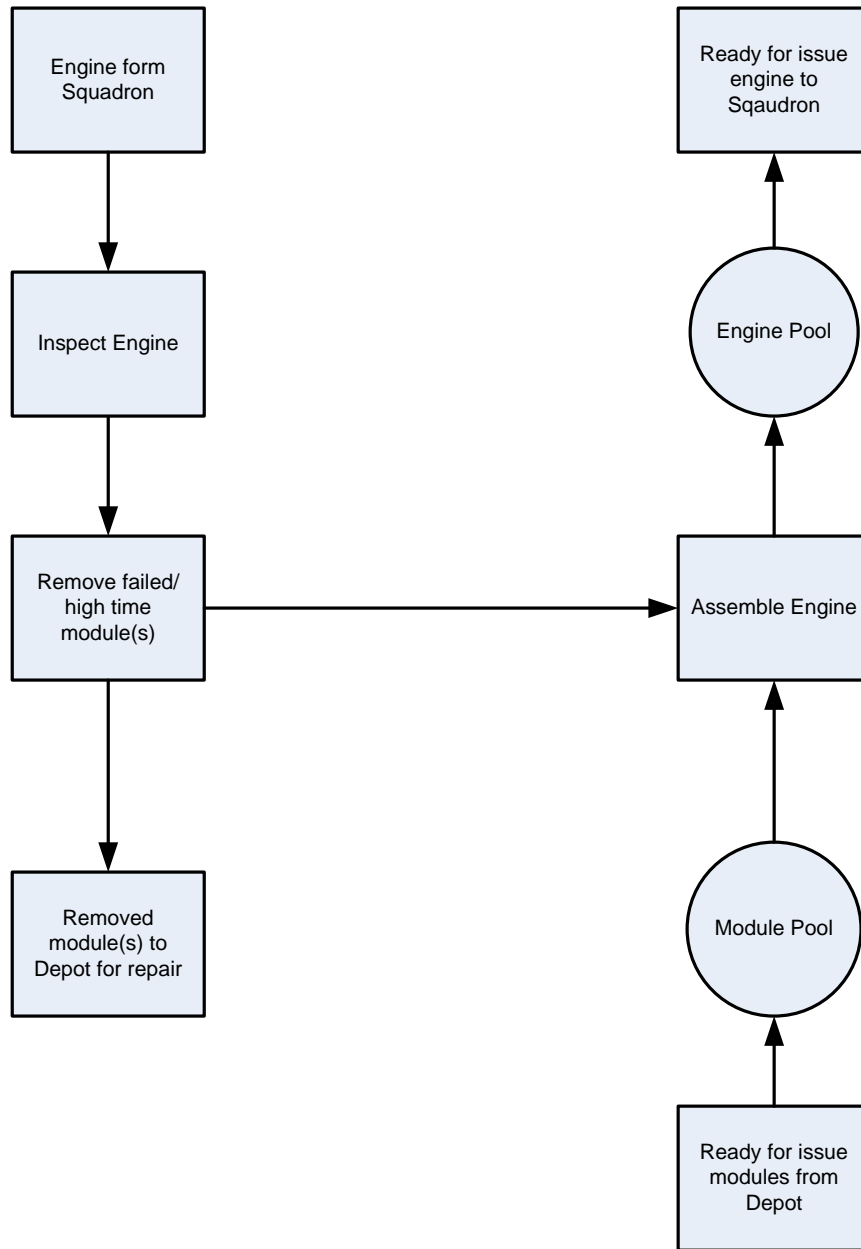 Engine form
Squadron
Ready for issue
engine to
Sqaudron
Inspect Engine
Engine Pool
Remove failed/
high time
module(s)
Assemble Engine
Removed
module(s) to
Depot for repair
Module Pool
Ready for issue
modules from
Depot